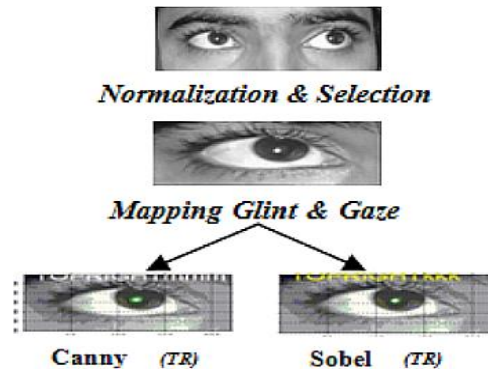 Normalization & Selection
Mapping Glint & Gaze
Canny (TR)
Sobel (TR)